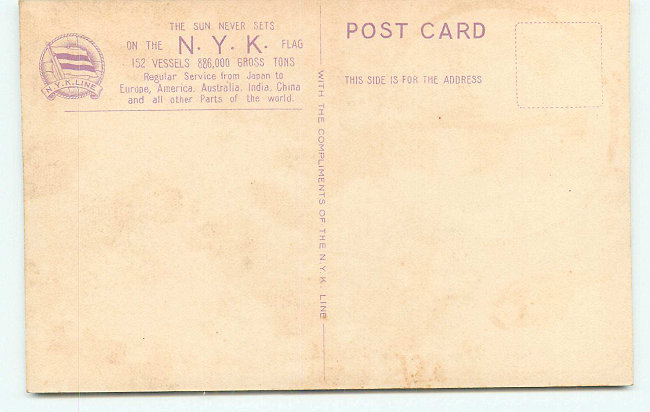 THE SUN NEVER SETS
ON THE N. Y. K. FLAG
152 VESSELS 886,000 GROSS TONS
Regular Service from Japan to
Europe, America, Australia, India, China
and all other Parts of the world.
N.Y.K.LINE
WITH THE COMPLIMENTS OF THE N.Y.K. LINE
POST CARD
THIS SIDE IS FOR THE ADDRESS